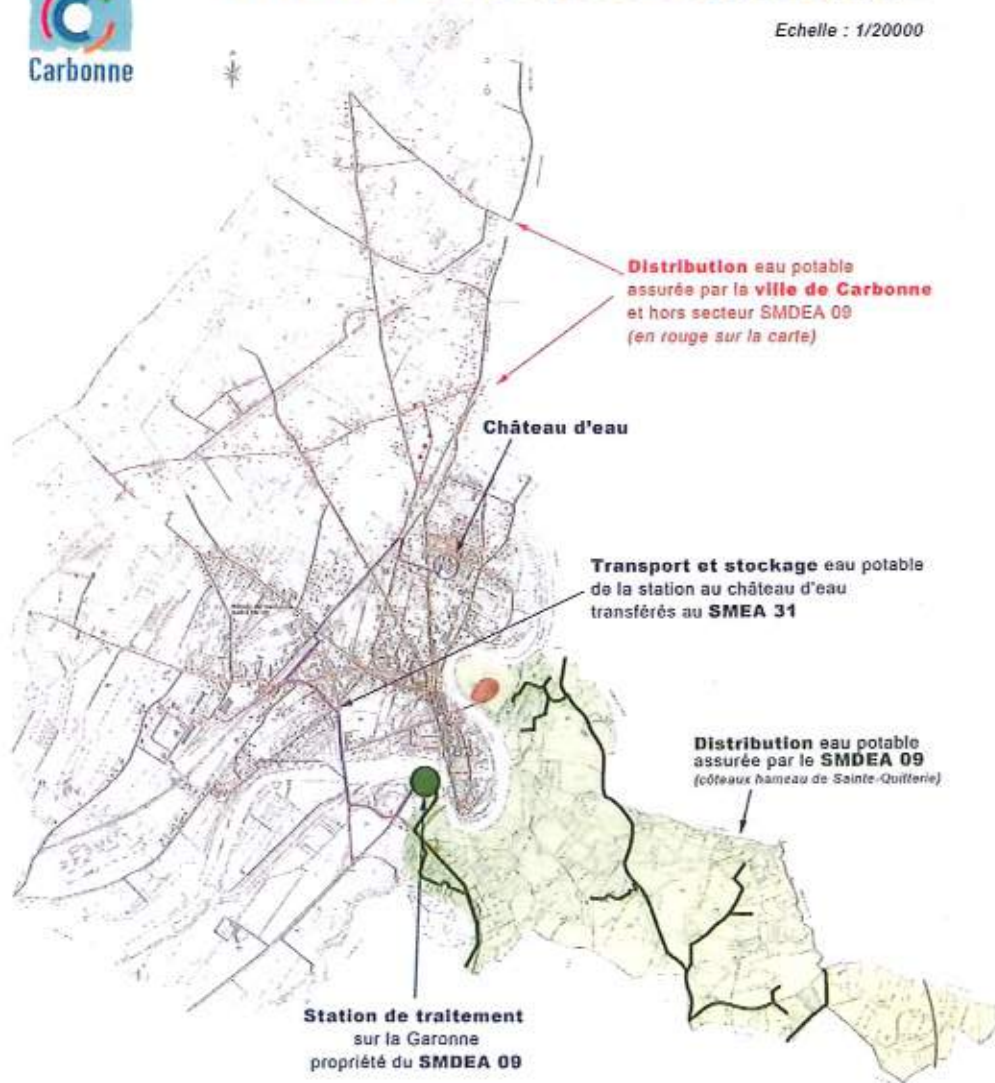 Carbonne
Echelle : 1/20000
Distribution eau potable
assurée par la ville de Carbonne
et hors secteur SMDEA 09
(en rouge sur la carte)
Château d'eau
Transport et stockage eau potable
de la station au château d'eau
transférés au SMEA 31
Distribution eau potable
assurée par le SMDEA 09
(côteaux hameau de Sainte-Quitterie)
Station de traitement
sur la Garonne
propriété du SMDEA 09